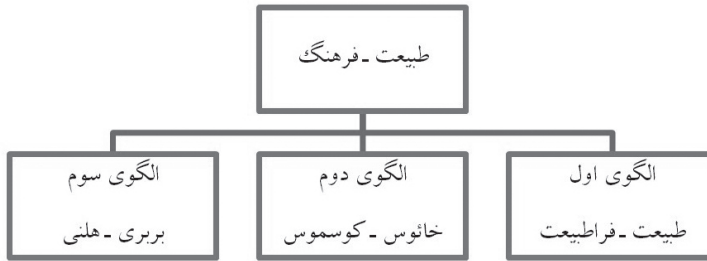 طبیعت ـ فرهنگ
الگوی اول
طبیعت ـ فراطبیعت
الگوی دوم
خائوس ـ کوسموس
الگوی سوم
بربری ـ هلنی